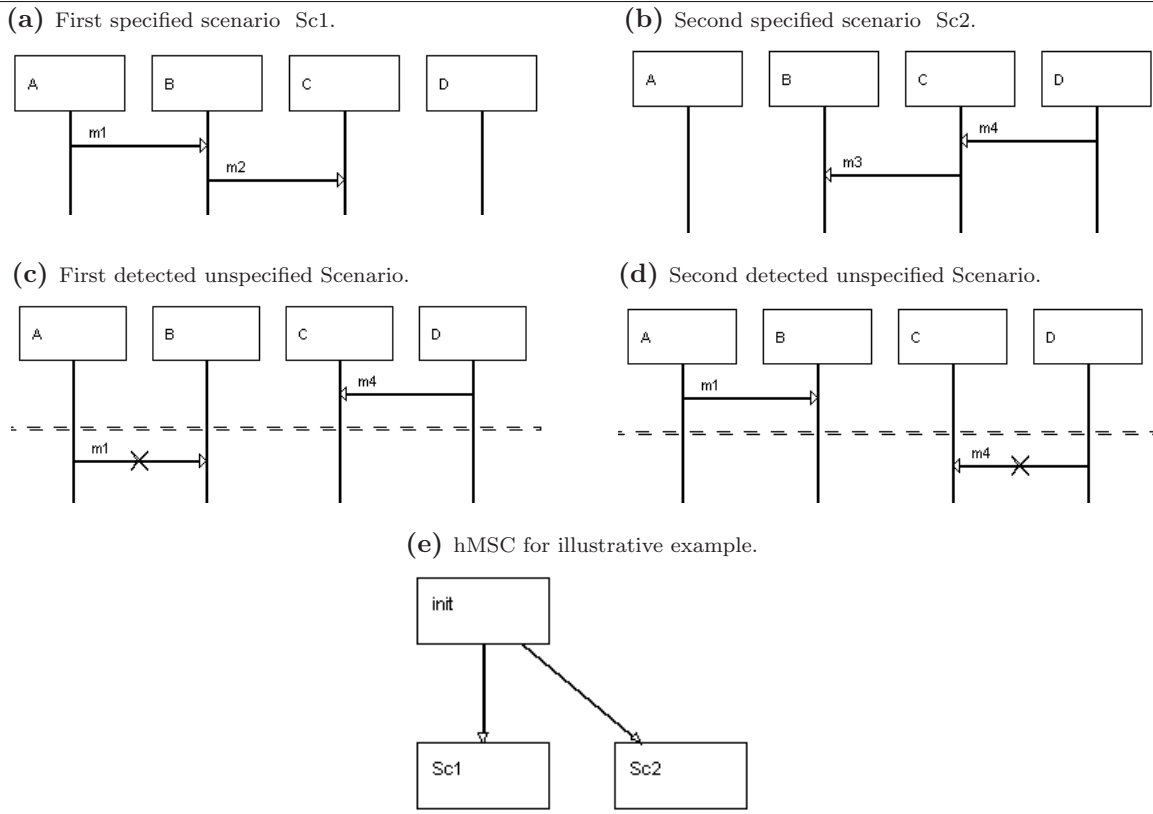 (a) First specified scenario Sc1.
A B C D
m1
m2
(b) Second specified scenario Sc2.
A B C D
m4
m3
(c) First detected unspecified Scenario.
A B C D
m4
m1
(d) Second detected unspecified Scenario.
A B C D
m1
m4
(e) hMSC for illustrative example.
init
Sc1 Sc2